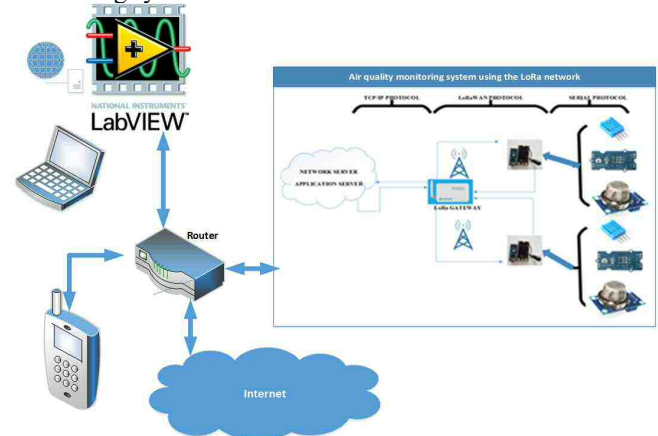 NATIONAL INSTRUMENTS
LabVIEW™
Router
Internet
Air quality monitoring system using the LoRa network
TCP-IP PROTOCOL
LoRaWAN PROTOCOL
SERIAL PROTOCOL
NETWORK SERVER
APPLICATION SERVER
LoRa GATEWAY